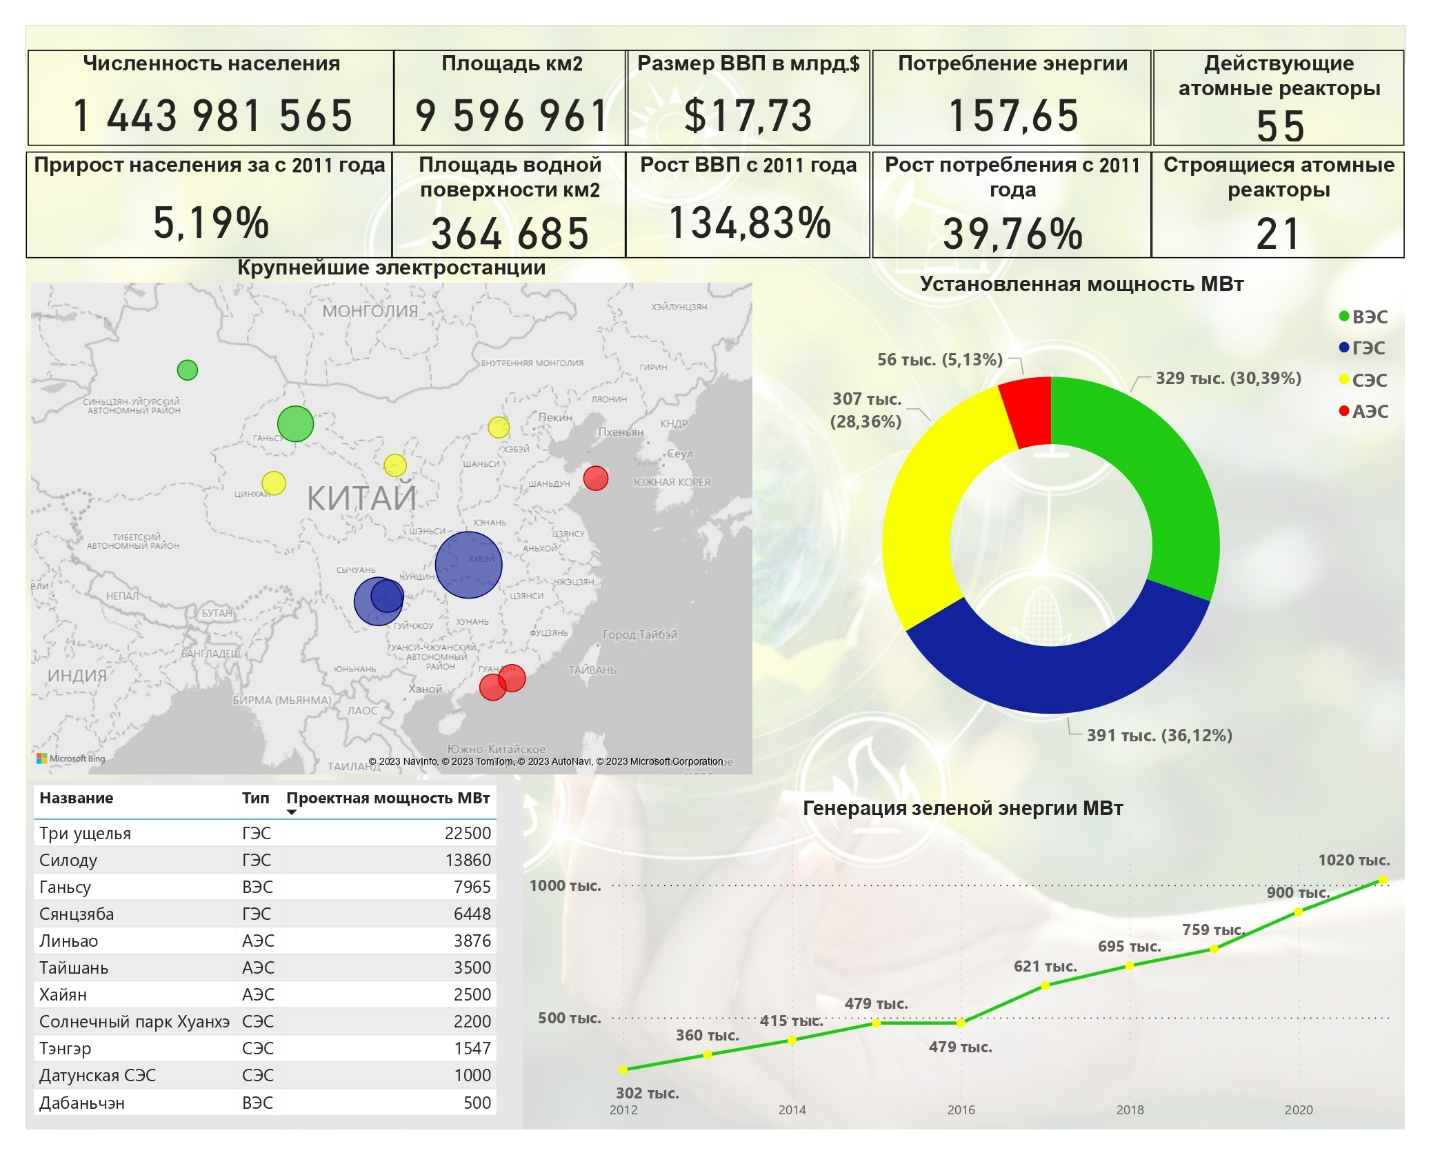 Численность населения
1 443 981 565
Площадь км2
9 596 961
Размер ВВП в млрд.$
$17,73
Потребление энергии
157,65
Действующие
атомные реакторы
55
Прирост населения за с 2011 года
5,19%
Площадь водной
поверхности км2
364 685
Рост ВВП с 2011 года
134,83%
Рост потребления с 2011
года
39,76%
Строящиеся атомные
реакторы
21
Крупнейшие электростанции
МОНГОЛИЯ
ХЭЙЛУНЦЗЯН
ВНУТРЕННЯЯ МОНГОЛИЯ
ГИРИН
СИНЬЦЗЯН-УЙГУРСКИЙ
АВТОНОМНЫЙ РАЙОН
ЛЯОНИН
Пекин
КНДР
Пхеньян
ГАНЬСУ
ХЭБЭЙ
Сеул
ШАНЬСИ
ЦИНХАЙ
КИТАЙ
ШАНЬДУН
ЮЖНАЯ КОРЕЯ
ХЭНАНЬ
ШЭНЬСИ
ЦЗЯНСУ
ТИБЕТСКИЙ
АВТОНОМНЫЙ РАЙОН
АНЬХОЙ
ХУБЭЙ
СЫЧУАНЬ
ЧУНЦИН
ЧЖЭЦЗЯН
НЕПАЛ
ЦЗЯНСИ
БУТАН
ГУЙЧЖОУ
ХУНАНЬ
ФУЦЗЯНЬ
Город Тайбэй
БАНГЛАДЕШ
ГУАНСИ-ЧЖУАНСКИЙ
АВТОНОМНЫЙ
РАЙОН
ИНДИЯ
ЮНЬНАНЬ
ТАЙВАНЬ
Ханой
БИРМА (МЬЯНМА)
ЛАОС
Южно-Китайское
ТАИЛАНД
Microsoft Bing
© 2023 NavInfo, © 2023 TomTom, © 2023 AutoNavi, © 2023 Microsoft Corporation
Установленная мощность МВт
ВЭС
ГЭС
СЭС
АЭС
56 тыс. (5,13%)
329 тыс. (30,39%)
307 тыс.
(28,36%)
391 тыс. (36,12%)
Название Тип Проектная мощность МВт
Три ущелья ГЭС 22500
Силоду ГЭС 13860
Ганьсу ВЭС 7965
Сянцзяба ГЭС 6448
Линьао АЭС 3876
Тайшань АЭС 3500
Хайян АЭС 2500
Солнечный парк Хуанхэ СЭС 2200
Тэнгэр СЭС 1547
Датунская СЭС СЭС 1000
Дабаньчэн ВЭС 500
Генерация зеленой энергии МВт
1020 тыс.
1000 тыс.
900 тыс.
759 тыс.
695 тыс.
621 тыс.
479 тыс.
500 тыс.
415 тыс.
360 тыс.
479 тыс.
302 тыс.
2012 2014 2016 2018 2020